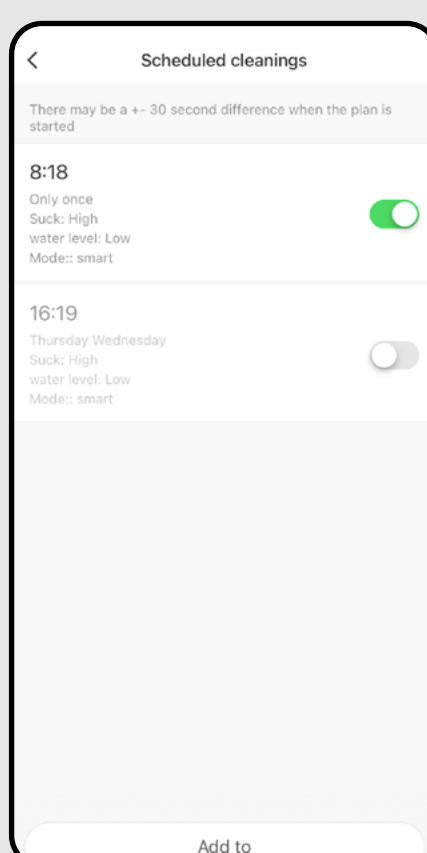 Scheduled cleanings
There may be a +- 30 second difference when the plan is
started
8:18
Only once
Suck: High
water level: Low
Mode:: smart
16:19
Thursday Wednesday
Suck: High
water level: Low
Mode:: smart
Add to